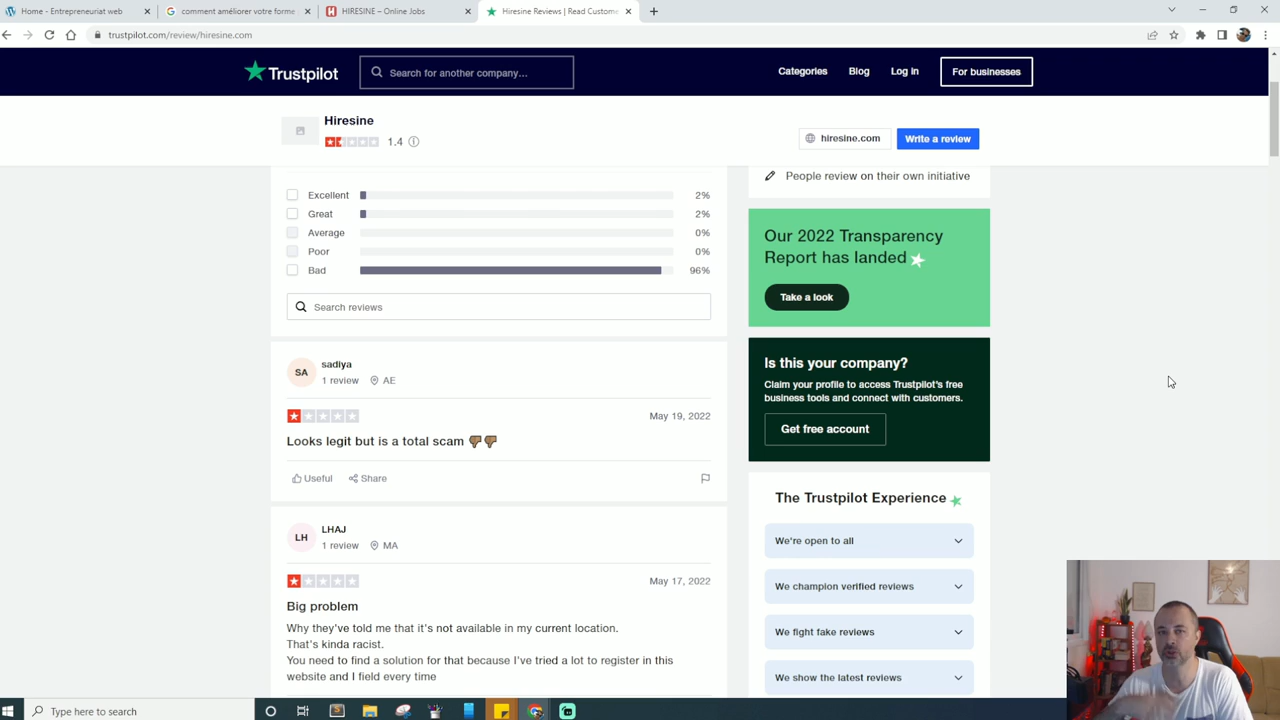 Home - Entrepreneuriat web
comment améliorer votre forme
HIRESINE – Online Jobs
Hiresine Reviews | Read Custome
trustpilot.com/review/hiresine.com
Trustpilot
Search for another company…
Categories
Blog
Log in
For businesses
Hiresine
1.4
hiresine.com
Write a review
Excellent 2%
Great 2%
Average 0%
Poor 0%
Bad 96%
Search reviews
sadiya
SA
1 review AE
May 19, 2022
Looks legit but is a total scam 👎🏾👎🏾
Useful
Share
LHAJ
LH
1 review MA
May 17, 2022
Big problem
Why they've told me that it's not available in my current location.
That's kinda racist.
You need to find a solution for that because I've tried a lot to register in this
website and I field every time
People review on their own initiative
Our 2022 Transparency
Report has landed
Take a look
Is this your company?
Claim your profile to access Trustpilot's free
business tools and connect with customers.
Get free account
The Trustpilot Experience
We're open to all
We champion verified reviews
We fight fake reviews
We show the latest reviews
Type here to search